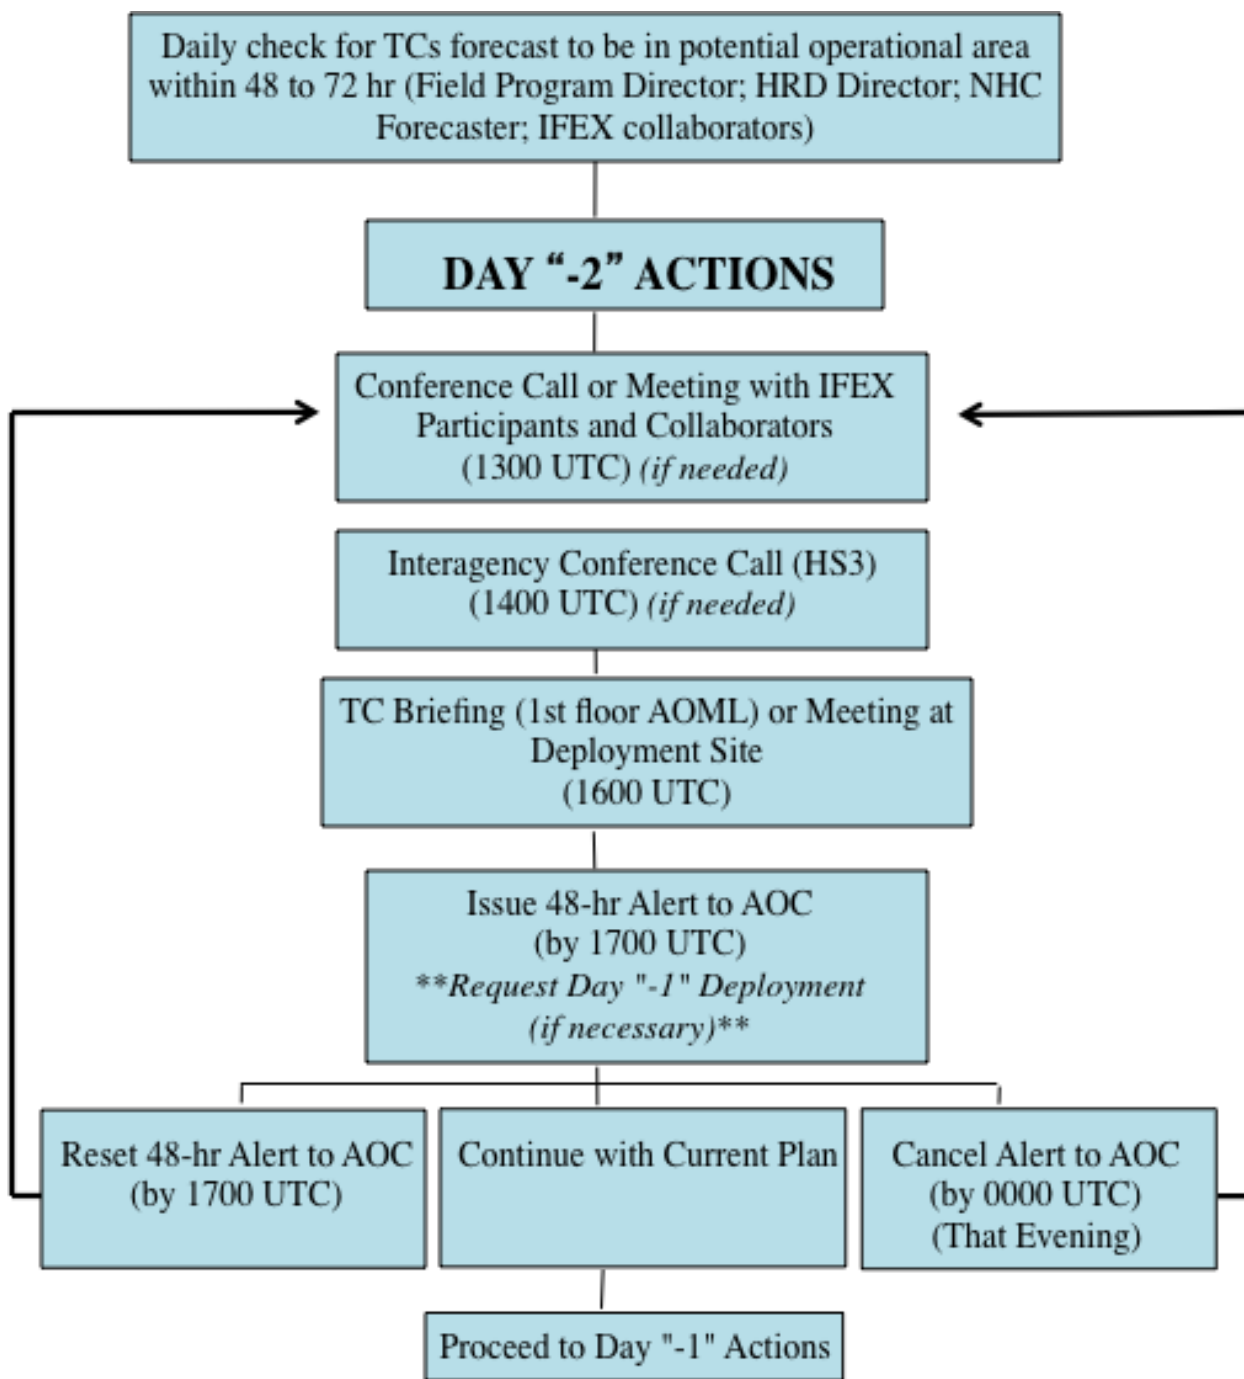 Daily check for TCs forecast to be in potential operational area
within 48 to 72 hr (Field Program Director; HRD Director; NHC
Forecaster; IFEX collaborators)
DAY “-2” ACTIONS
Conference Call or Meeting with IFEX
Participants and Collaborators
(1300 UTC) (if needed)
Interagency Conference Call (HS3)
(1400 UTC) (if needed)
TC Briefing (1st floor AOML) or Meeting at
Deployment Site
(1600 UTC)
Issue 48-hr Alert to AOC
(by 1700 UTC)
**Request Day "-1" Deployment
(if necessary)**
Reset 48-hr Alert to AOC
(by 1700 UTC)
Continue with Current Plan
Cancel Alert to AOC
(by 0000 UTC)
(That Evening)
Proceed to Day "-1" Actions